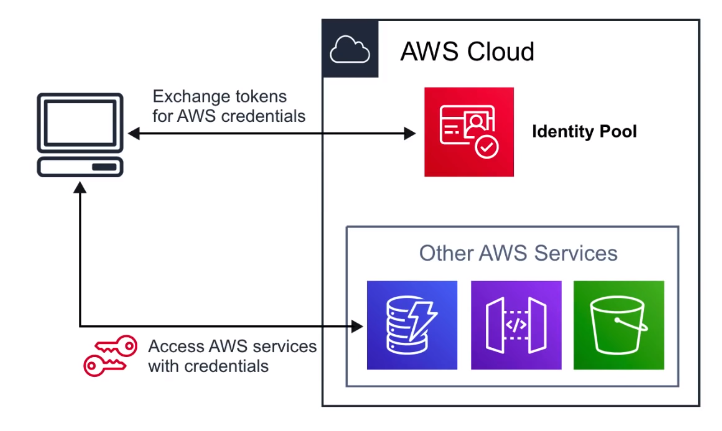 AWS Cloud
Exchange tokens
for AWS credentials
Identity Pool
Other AWS Services
</>
Access AWS services
with credentials